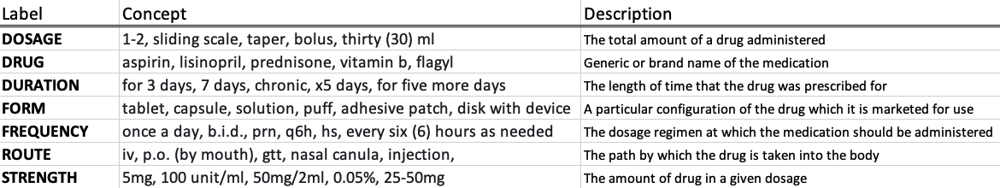 Label Concept Description
DOSAGE 1-2, sliding scale, taper, bolus, thirty (30) ml The total amount of a drug administered
DRUG aspirin, lisinopril, prednisone, vitamin b, flagyl Generic or brand name of the medication
DURATION for 3 days, 7 days, chronic, x5 days, for five more days The length of time that the drug was prescribed for
FORM tablet, capsule, solution, puff, adhesive patch, disk with device A particular configuration of the drug which it is marketed for use
FREQUENCY once a day, b.i.d., prn, q6h, hs, every six (6) hours as needed The dosage regimen at which the medication should be administered
ROUTE iv, p.o. (by mouth), gtt, nasal canula, injection, The path by which the drug is taken into the body
STRENGTH 5mg, 100 unit/ml, 50mg/2ml, 0.05%, 25-50mg The amount of drug in a given dosage